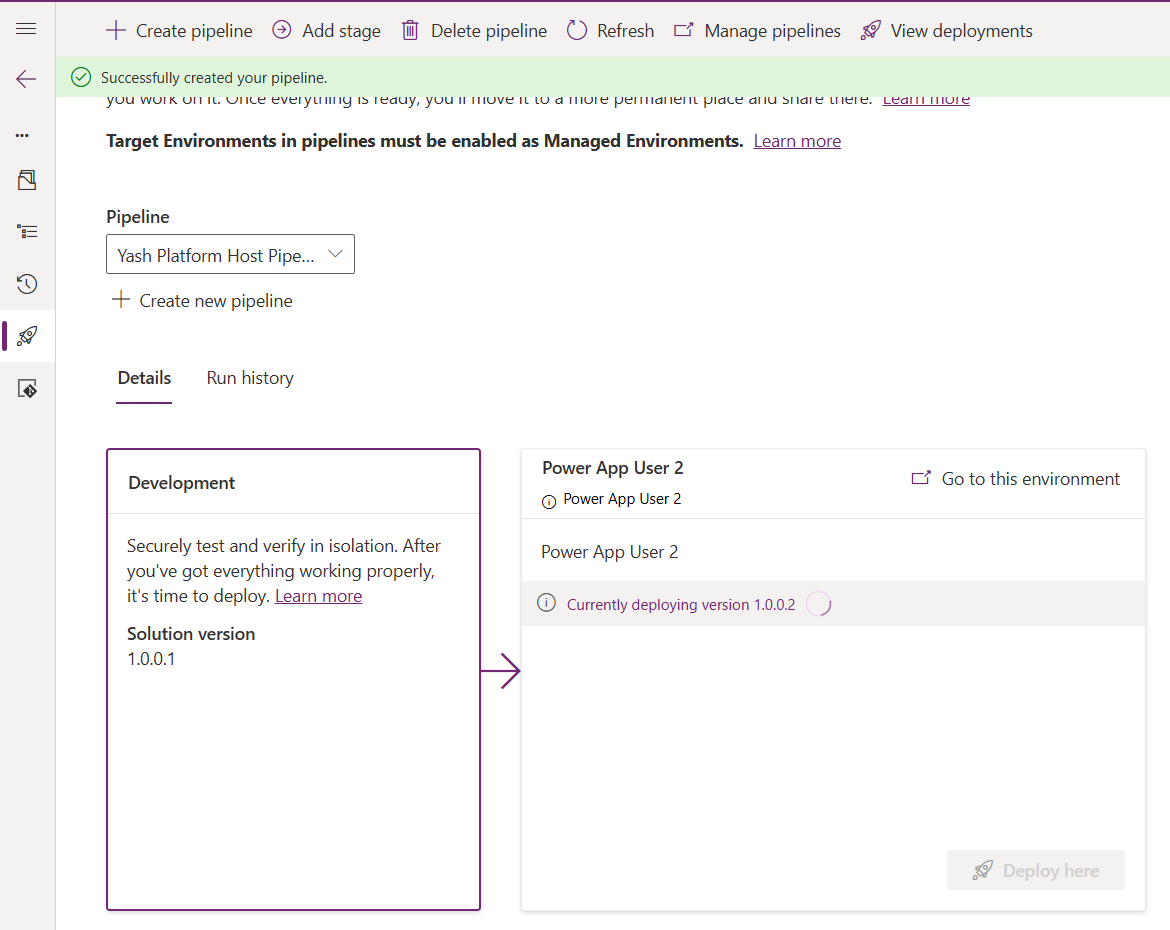 Create pipeline Add stage Delete pipeline Refresh Manage pipelines View deployments
Successfully created your pipeline.
you work on it. Once everything is ready, you'll move it to a more permanent place and share there. Learn more
Target Environments in pipelines must be enabled as Managed Environments. Learn more
Pipeline
Yash Platform Host Pipe...
Create new pipeline
Details Run history
Development
Securely test and verify in isolation. After
you've got everything working properly,
it's time to deploy. Learn more
Solution version
1.0.0.1
Power App User 2
Go to this environment
Power App User 2
Power App User 2
Currently deploying version 1.0.0.2
Deploy here